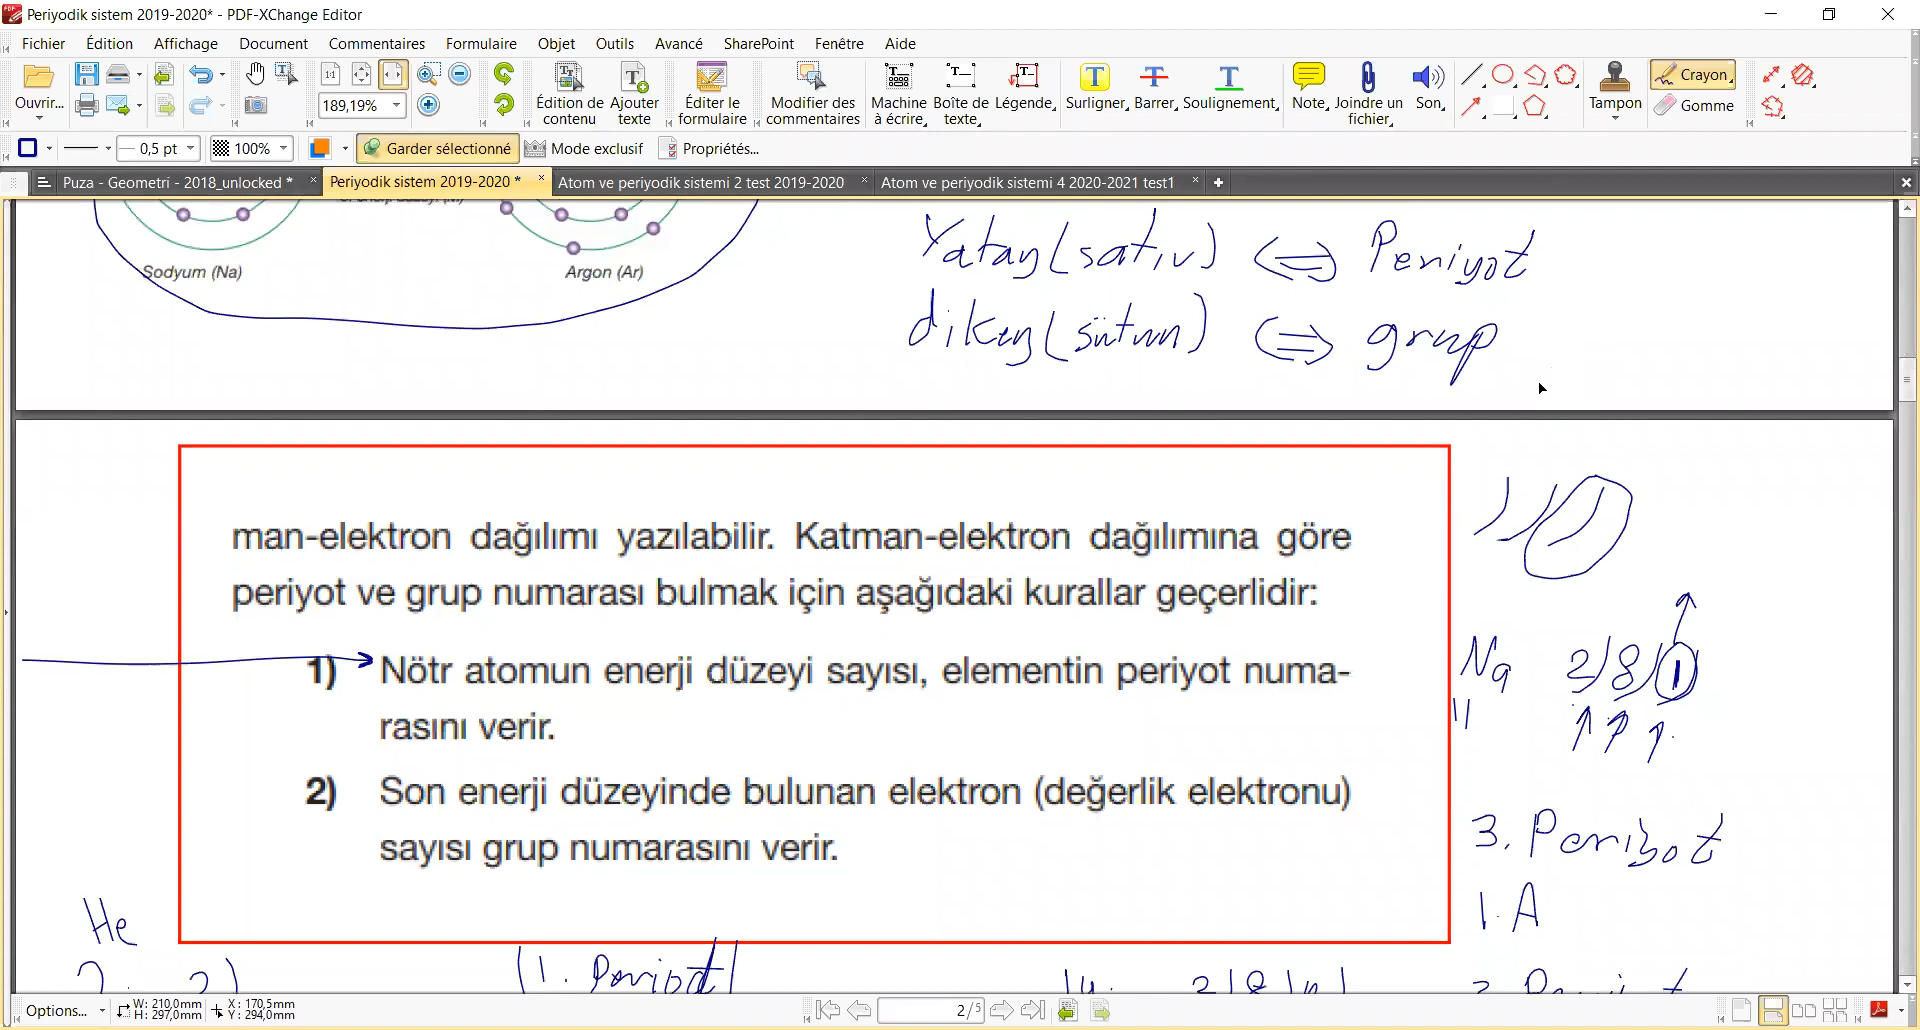 Periyodik sistem 2019-2020* - PDF-XChange Editor
Fichier Édition Affichage Document Commentaires Formulaire Objet Outils Avancé SharePoint Fenêtre Aide
Ouvrir... 189,19% Édition de contenu Ajouter texte Éditer le formulaire Modifier des commentaires Machine à écrire Boîte de texte Légende Surligner Barrer Soulignement Note Joindre un fichier Son Tampon Crayon Gomme
0,5 pt 100% Garder sélectionné Mode exclusif Propriétés...
Puza - Geometri - 2018_unlocked * Periyodik sistem 2019-2020 * Atom ve periyodik sistemi 2 test 2019-2020 Atom ve periyodik sistemi 4 2020-2021 test1
Sodyum (Na) Argon (Ar)
Yatay (satır) ⇔ Periyot
dikey (sütun) ⇔ grup
man-elektron dağılımı yazılabilir. Katman-elektron dağılımına göre
periyot ve grup numarası bulmak için aşağıdaki kurallar geçerlidir:
1) Nötr atomun enerji düzeyi sayısı, elementin periyot numa-
rasını verir.
2) Son enerji düzeyinde bulunan elektron (değerlik elektronu)
sayısı grup numarasını verir.
Na 2) 8) 1
11
3. Periyot
1. A
He
2 2) 1. Periyot
Options... W: 210,0mm H: 297,0mm X: 170,5mm Y: 294,0mm 2/5